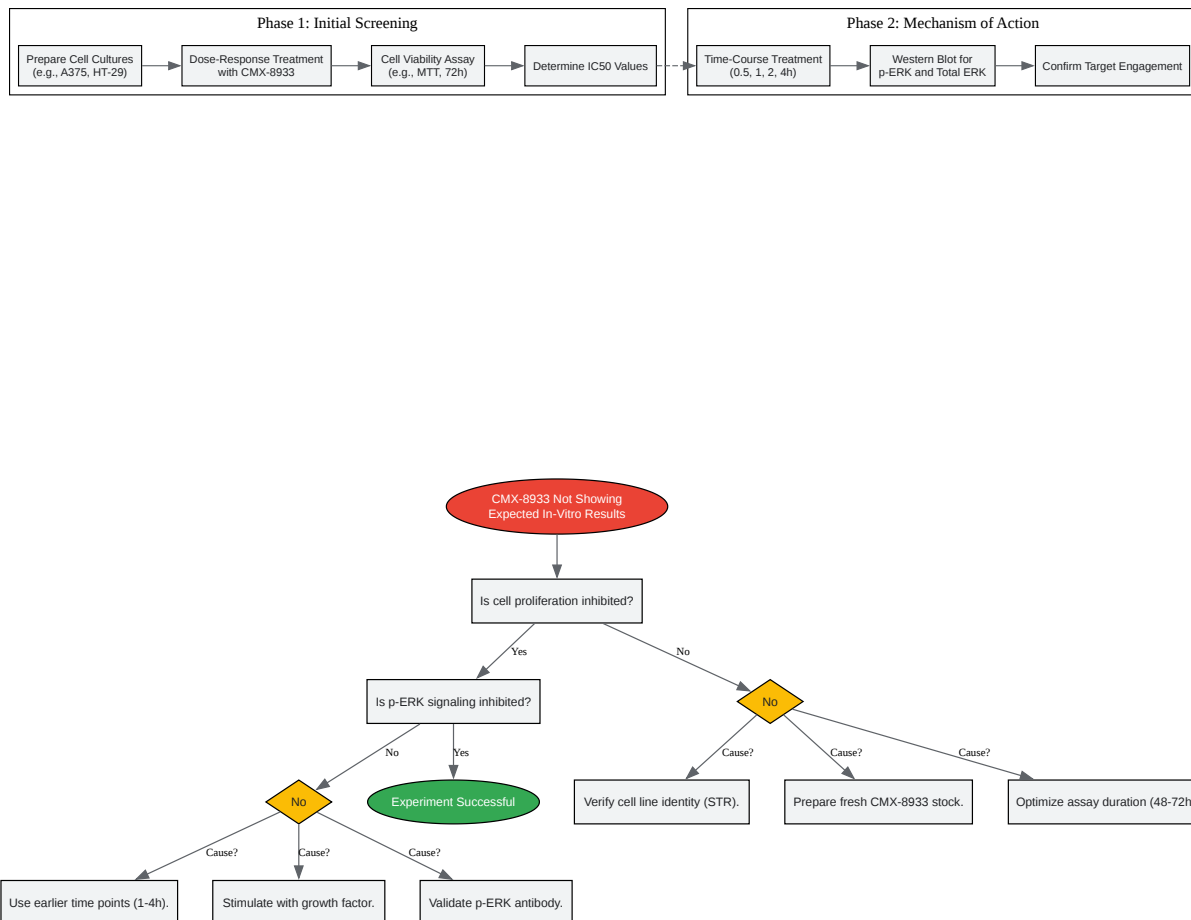 Phase 1: Initial Screening
Phase 2: Mechanism of Action
Prepare Cell Cultures
(e.g., A375, HT-29)
Dose-Response Treatment
with CMX-8933
Cell Viability Assay
(e.g., MTT, 72h)
Determine IC50 Values
Time-Course Treatment
(0.5, 1, 2, 4h)
Western Blot for
p-ERK and Total ERK
Confirm Target Engagement
CMX-8933 Not Showing
Expected In-Vitro Results
Is cell proliferation inhibited?
Yes
No
Is p-ERK signaling inhibited?
No
No
Yes
Cause?
Cause?
Cause?
No
Experiment Successful
Verify cell line identity (STR).
Prepare fresh CMX-8933 stock.
Optimize assay duration (48-72h
Cause?
Cause?
Cause?
Use earlier time points (1-4h).
Stimulate with growth factor.
Validate p-ERK antibody.